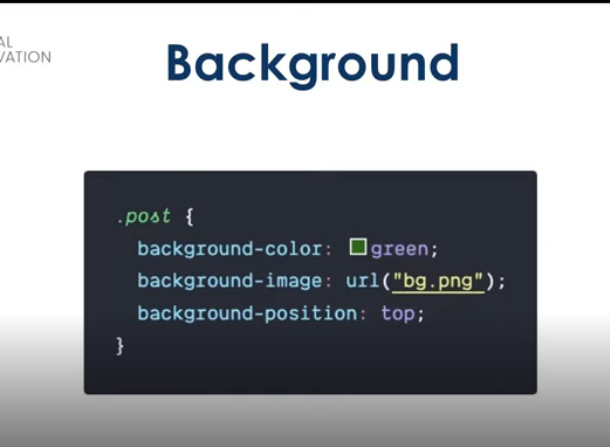 AL
VATION
Background
.post {
background-color: green;
background-image: url("bg.png");
background-position: top;
}